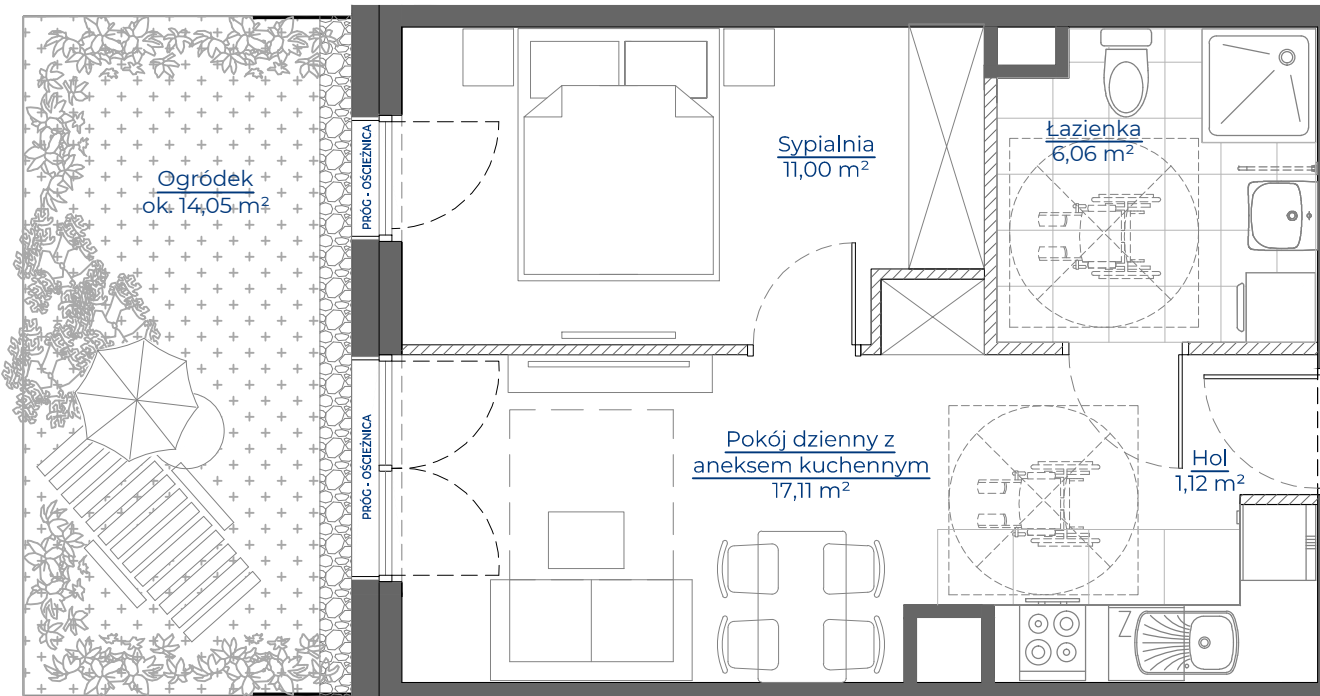 Ogródek
ok. 14,05 m²
PRÓG - OŚCIEŻNICA
Sypialnia
11,00 m²
Łazienka
6,06 m²
PRÓG - OŚCIEŻNICA
Pokój dzienny z
aneksem kuchennym
17,11 m²
Hol
1,12 m²
Z